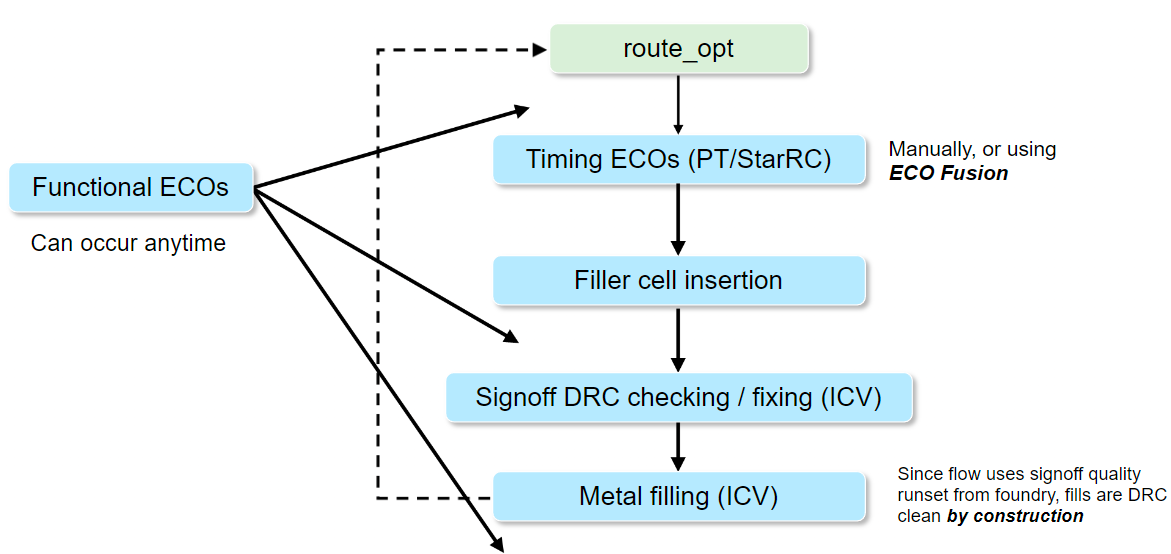 route_opt
Timing ECOs (PT/StarRC)
Manually, or using
ECO Fusion
Functional ECOs
Can occur anytime
Filler cell insertion
Signoff DRC checking / fixing (ICV)
Metal filling (ICV)
Since flow uses signoff quality
runset from foundry, fills are DRC
clean by construction